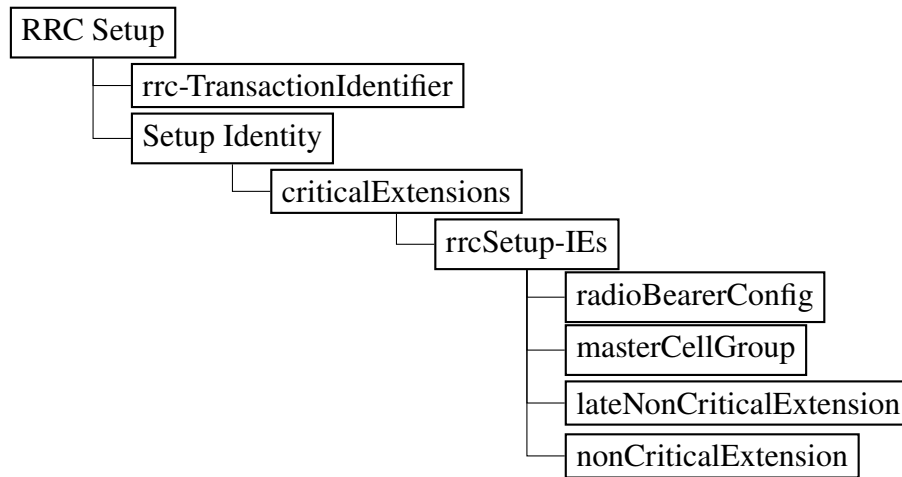 RRC Setup
rrc-TransactionIdentifier
Setup Identity
criticalExtensions
rrcSetup-IEs
radioBearerConfig
masterCellGroup
lateNonCriticalExtension
nonCriticalExtension